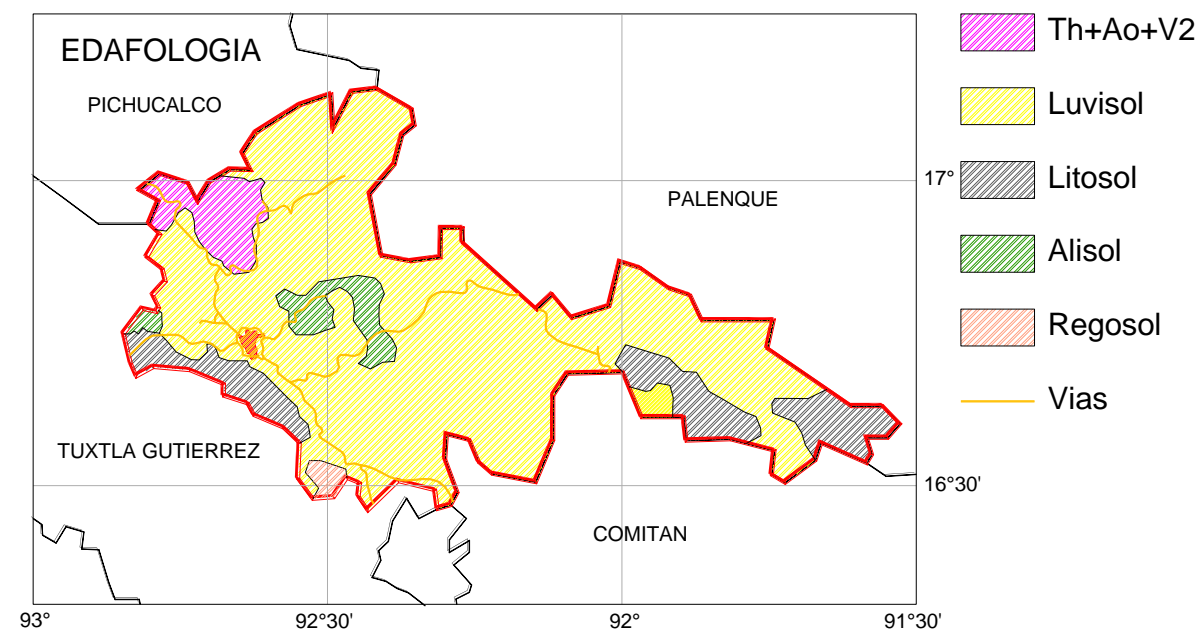 EDAFOLOGIA
PICHUCALCO
PALENQUE
TUXTLA GUTIERREZ
COMITAN
17°
16°30'
93°
92°30'
92°
91°30'
Th+Ao+V2
Luvisol
Litosol
Alisol
Regosol
Vias